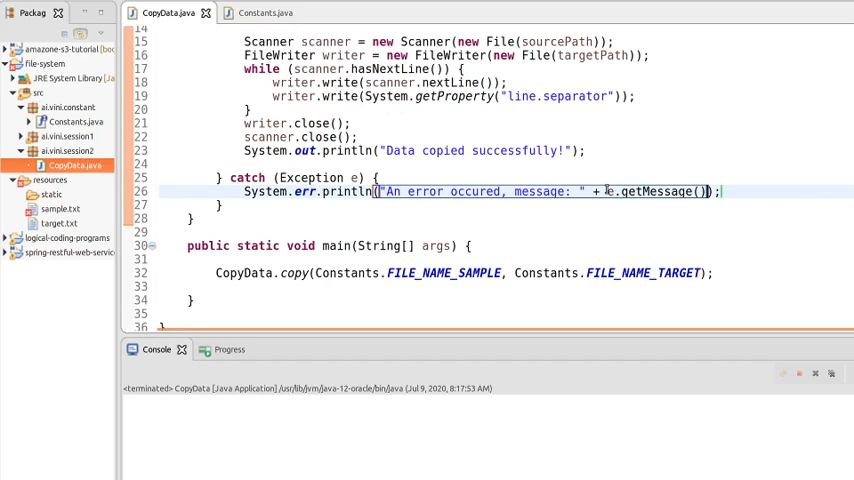 Packag
CopyData.java
Constants.java
amazone-s3-tutorial [boo
file-system
JRE System Library [Ja
src
ai.vini.constant
Constants.java
ai.vini.session1
ai.vini.session2
CopyData.java
resources
static
sample.txt
target.txt
logical-coding-programs
spring-restful-web-service
14
15 Scanner scanner = new Scanner(new File(sourcePath));
16 FileWriter writer = new FileWriter(new File(targetPath));
17 while (scanner.hasNextLine()) {
18 writer.write(scanner.nextLine());
19 writer.write(System.getProperty("line.separator"));
20 }
21 writer.close();
22 scanner.close();
23 System.out.println("Data copied successfully!");
24
25 } catch (Exception e) {
26 System.err.println("An error occured, message: " + e.getMessage());
27 }
28 }
29
30 public static void main(String[] args) {
31
32 CopyData.copy(Constants.FILE_NAME_SAMPLE, Constants.FILE_NAME_TARGET);
33
34 }
35
36 }
Console
Progress
<terminated> CopyData [Java Application] /usr/lib/jvm/java-12-oracle/bin/java (Jul 9, 2020, 8:17:53 AM)